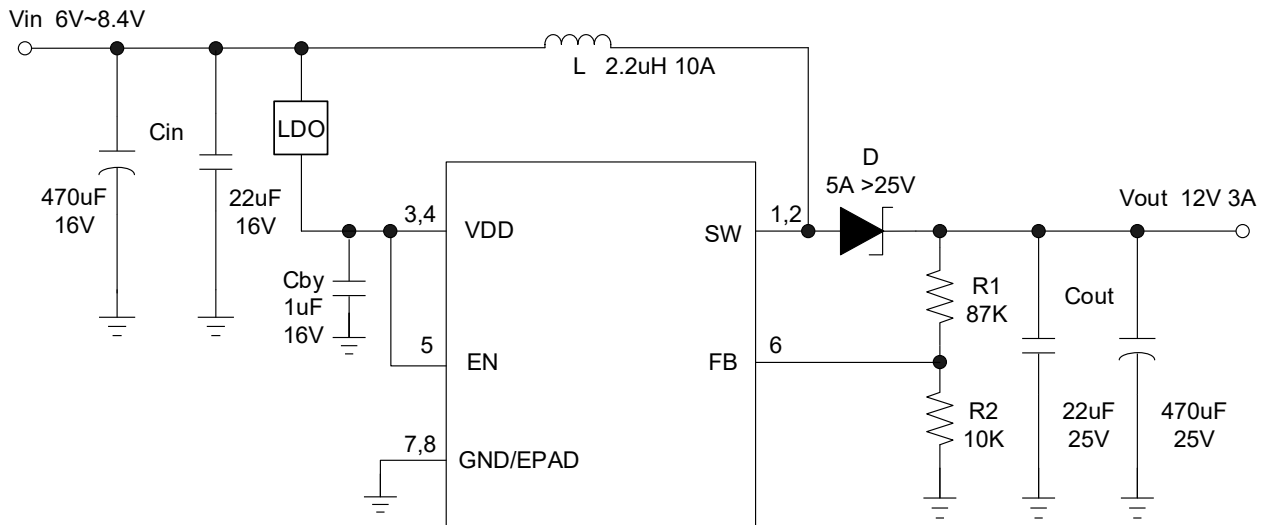 Vin 6V~8.4V
L 2.2uH 10A
LDO
Cin
470uF
16V
22uF
16V
D
5A >25V
Vout 12V 3A
3,4
VDD
SW
1,2
Cby
1uF
16V
R1
87K
Cout
5
EN
FB
6
R2
10K
22uF
25V
470uF
25V
7,8
GND/EPAD